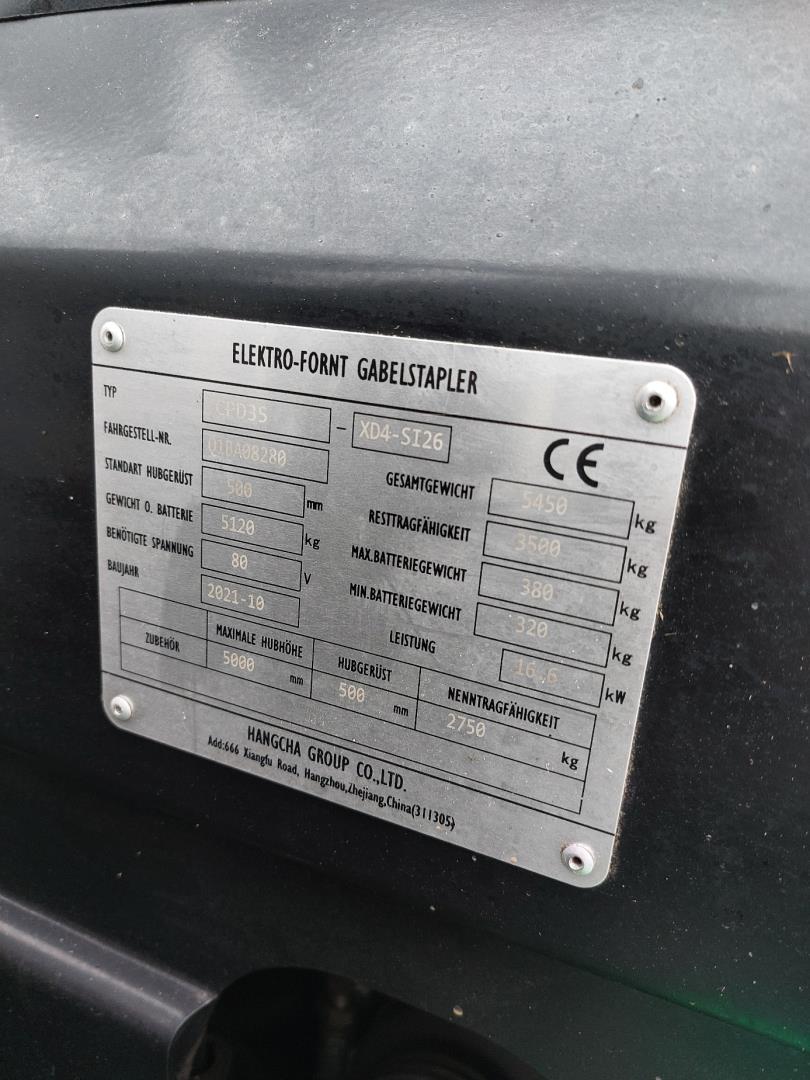 ELEKTRO-FORNT GABELSTAPLER
TYP CPD35 - XD4-SI26
CE
FAHRGESTELL-NR. Q1BA08280
STANDART HUBGERÜST 500 mm
GEWICHT O. BATTERIE 5120 kg
BENÖTIGTE SPANNUNG 80 V
BAUJAHR 2021-10
GESAMTGEWICHT 5450 kg
RESTTRAGFÄHIGKEIT 3500 kg
MAX.BATTERIEGEWICHT 380 kg
MIN.BATTERIEGEWICHT 320 kg
LEISTUNG 16.6 kW
ZUBEHÖR MAXIMALE HUBHÖHE HUBGERÜST NENNTRAGFÄHIGKEIT
5000 mm 500 mm 2750 kg
HANGCHA GROUP CO.,LTD.
Add:666 Xiangfu Road, Hangzhou,Zhejiang,China(311305)